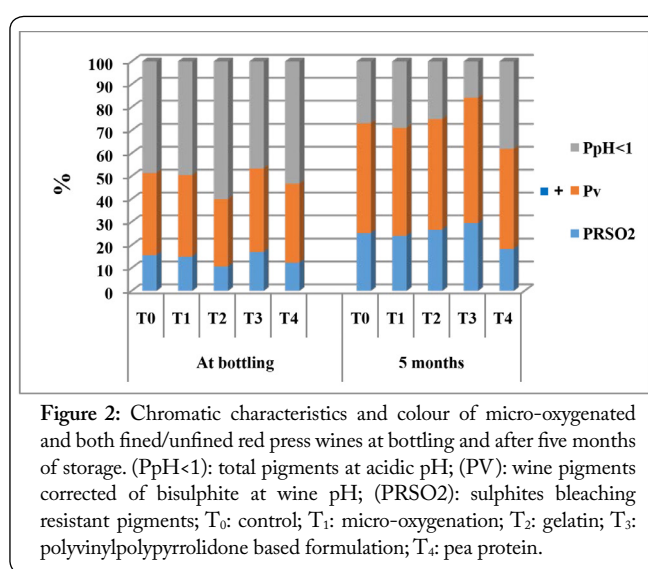 100
90
80
70
60
50
40
30
20
10
0
%
T0 T1 T2 T3 T4 T0 T1 T2 T3 T4
At bottling 5 months
PpH<1
+ Pv
PRSO2
Figure 2: Chromatic characteristics and colour of micro-oxygenated
and both fined/unfined red press wines at bottling and after five months
of storage. (PpH<1): total pigments at acidic pH; (PV): wine pigments
corrected of bisulphite at wine pH; (PRSO2): sulphites bleaching
resistant pigments; T₀: control; T₁: micro-oxygenation; T₂: gelatin; T₃:
polyvinylpolypyrrolidone based formulation; T₄: pea protein.